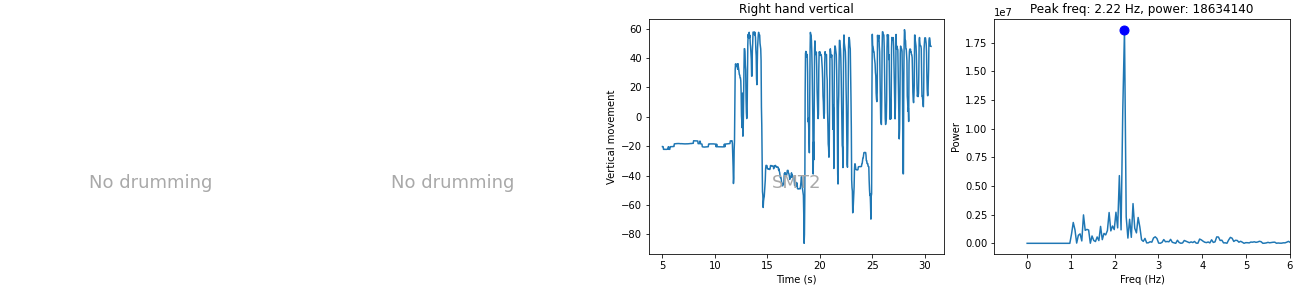 No drumming
No drumming
Right hand vertical
Vertical movement
60
40
20
0
−20
−40
−60
−80
SMT2
5
10
15
20
25
30
Time (s)
Peak freq: 2.22 Hz, power: 18634140
1e7
Power
1.75
1.50
1.25
1.00
0.75
0.50
0.25
0.00
0
1
2
3
4
5
6
Freq (Hz)